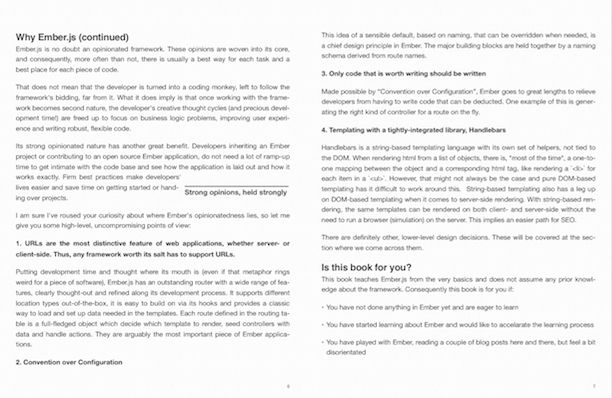 Why Ember.js (continued)
Ember.js is no doubt an opinionated framework. These opinions are woven into its core,
and consequently, more often than not, there is usually a best way for each task and a
best place for each piece of code.
That does not mean that the developer is turned into a coding monkey, left to follow the
framework's bidding, far from it. What it does imply is that once working with the frame-
work becomes second nature, the developer's creative thought cycles (and precious devel-
opment time!) are freed up to focus on business logic problems, improving user experi-
ence and writing robust, flexible code.
Its strong opinionated nature has another great benefit. Developers inheriting an Ember
project or contributing to an open source Ember application, do not need a lot of ramp-up
time to get intimate with the code base and see how the application is laid out and how it
works exactly. Firm best practices make developers'
lives easier and save time on getting started or hand-
ing over projects.
Strong opinions, held strongly
I am sure I've roused your curiosity about where Ember's opinionatedness lies, so let me
give you some high-level, uncompromising points of view:
1. URLs are the most distinctive feature of web applications, whether server- or
client-side. Thus, any framework worth its salt has to support URLs.
Putting development time and thought where its mouth is (even if that metaphor rings
weird for a piece of software), Ember.js has an outstanding router with a wide range of fea-
tures, clearly thought-out and refined along its development process. It supports different
location types out-of-the-box, it is easy to build on via its hooks and provides a classic
way to load and set up data needed in the templates. Each route defined in the routing ta-
ble is a full-fledged object which decide which template to render, seed controllers with
data and handle actions. They are arguably the most important piece of Ember applica-
tions.
2. Convention over Configuration
6
This idea of a sensible default, based on naming, that can be overridden when needed, is
a chief design principle in Ember. The major building blocks are held together by a naming
schema derived from route names.
3. Only code that is worth writing should be written
Made possible by "Convention over Configuration", Ember goes to great lengths to relieve
developers from having to write code that can be deducted. One example of this is gener-
ating the right kind of controller for a route on the fly.
4. Templating with a tightly-integrated library, Handlebars
Handlebars is a string-based templating language with its own set of helpers, not tied to
the DOM. When rendering html from a list of objects, there is, "most of the time", a one-to-
one mapping between the object and a corresponding html tag, like rendering a `<li>` for
each item in a `<ul>`. However, that might not always be the case and pure DOM-based
templating has it difficult to work around this. String-based templating also has a leg up
on DOM-based templating when it comes to server-side rendering. With string-based ren-
dering, the same templates can be rendered on both client- and server-side without the
need to run a browser (simulation) on the server. This implies an easier path for SEO.
There are definitely other, lower-level design decisions. These will be covered at the sec-
tion where we come across them.
Is this book for you?
This book teaches Ember.js from the very basics and does not assume any prior knowl-
edge about the framework. Consequently this book is for you if:
• You have not done anything in Ember yet and are eager to learn
• You have started learning about Ember and would like to accelarate the learning process
• You have played with Ember, reading a couple of blog posts here and there, but feel a bit
disorientated
7